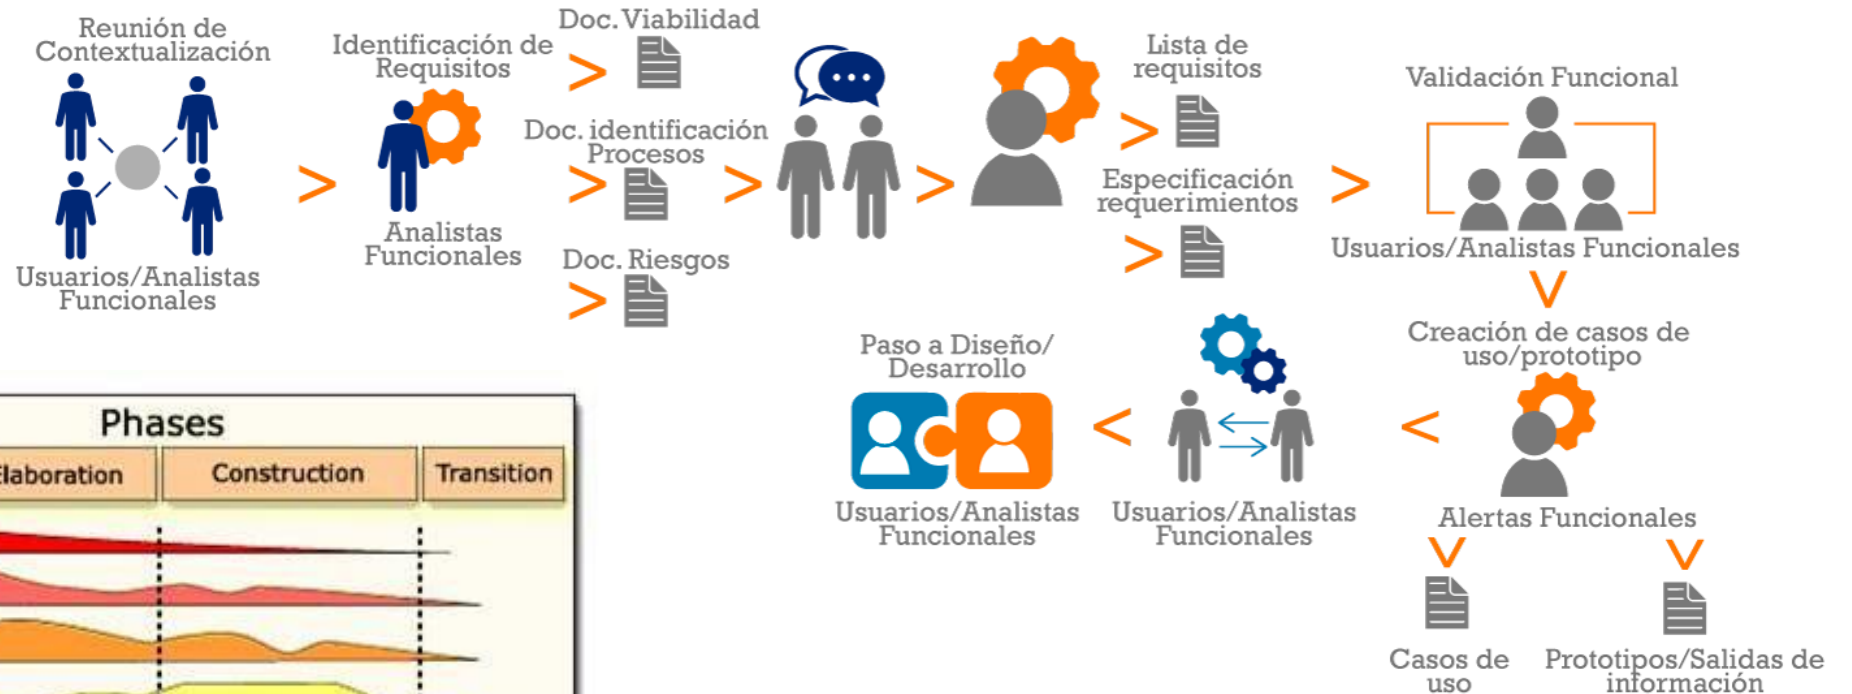 Reunión de
Contextualización
Usuarios/Analistas
Funcionales
Identificación de
Requisitos
Analistas
Funcionales
Doc. Viabilidad
Doc. identificación
Procesos
Doc. Riesgos
Lista de
requisitos
Especificación
requerimientos
Validación Funcional
Usuarios/Analistas Funcionales
Creación de casos de
uso/prototipo
Alertas Funcionales
Casos de
uso
Prototipos/Salidas de
información
Usuarios/Analistas
Funcionales
Paso a Diseño/
Desarrollo
Usuarios/Analistas
Funcionales
Phases
Elaboration
Construction
Transition